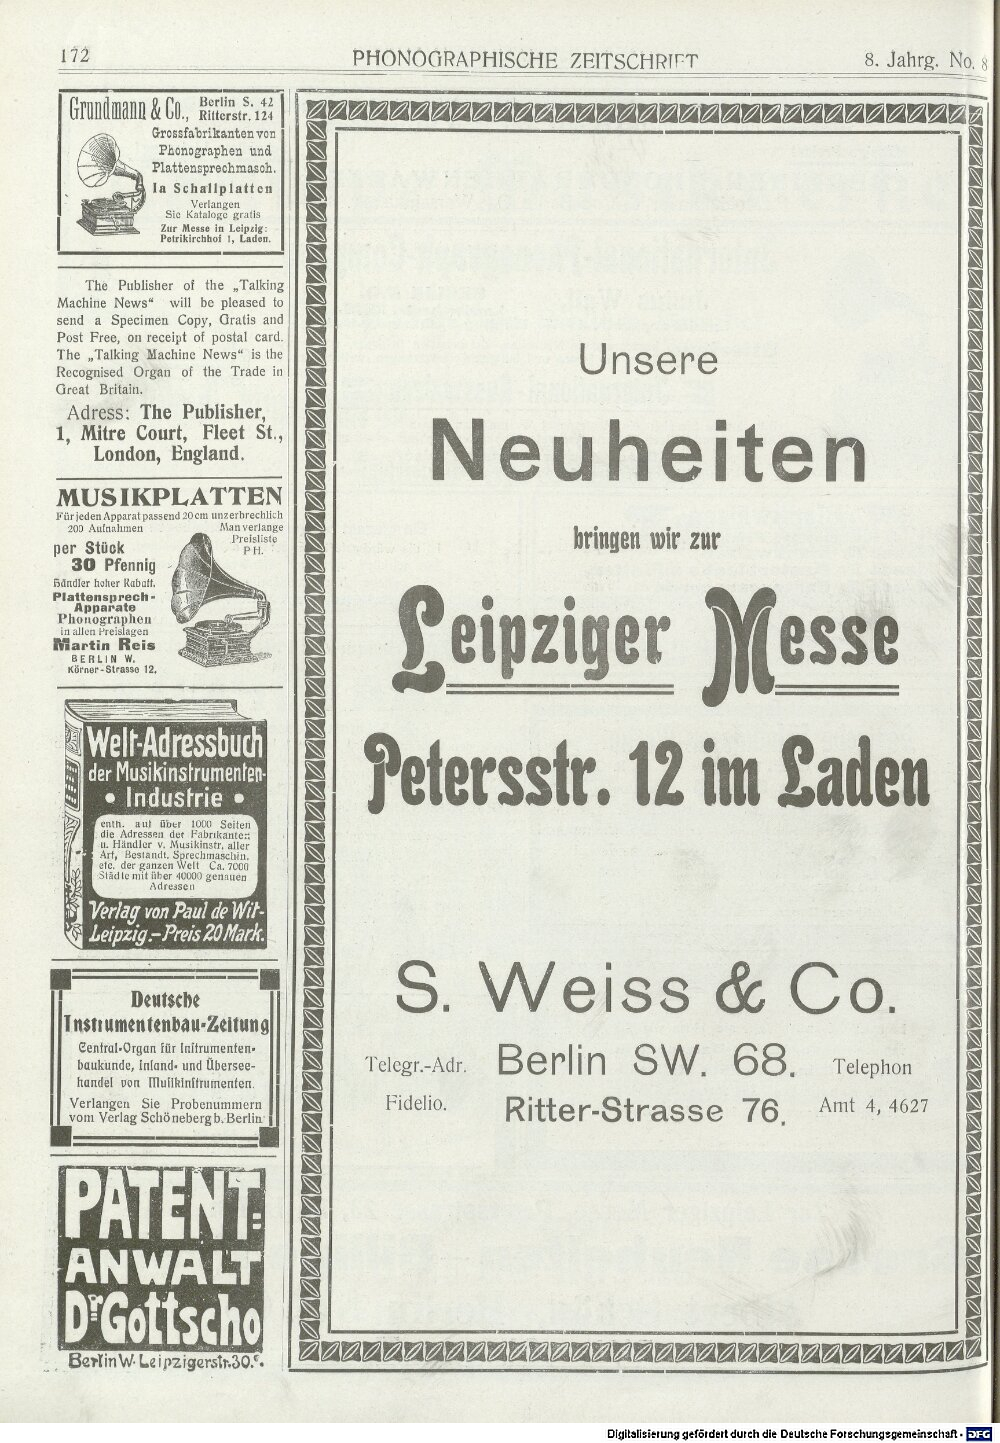 172
PHONOGRAPHISCHE ZEITSCHRIFT
8. Jahrg. No. 8
Grundmann & Co., Berlin S. 42
Ritterstr. 124
Grossfabrikanten von
Phonographen und
Plattensprechmasch.
Ia Schallplatten
Verlangen
Sie Kataloge gratis
Zur Messe in Leipzig:
Petrikirchhof 1, Laden.
The Publisher of the „Talking
Machine News“ will be pleased to
send a Specimen Copy, Gratis and
Post Free, on receipt of postal card.
The „Talking Machine News“ is the
Recognised Organ of the Trade in
Great Britain.
Adress: The Publisher,
1, Mitre Court, Fleet St.,
London, England.
MUSIKPLATTEN
Für jeden Apparat passend 20 cm unzerbrechlich
200 Aufnahmen Man verlange
Preisliste
PH.
per Stück
30 Pfennig
Händler hoher Rabatt.
Plattensprech-
Apparate
Phonographen
in allen Preislagen
Martin Reis
BERLIN W.
Körner-Strasse 12.
Welt-Adressbuch
der Musikinstrumenten-
• Industrie •
enth. auf über 1000 Seiten
die Adressen der Fabrikanten
u. Händler v. Musikinstr. aller
Art, Bestandt. Sprechmaschin.
etc. der ganzen Welt Ca. 7000
Städte mit über 40000 genauen
Adressen
Verlag von Paul de Wit-
Leipzig.-Preis 20 Mark.
Deutsche
Instrumentenbau-Zeitung
Central-Organ für Instrumenten-
baukunde, Inland- und Übersee-
handel von Musikinstrumenten.
Verlangen Sie Probenummern
vom Verlag Schöneberg b. Berlin.
PATENT-
ANWALT
Dr Gottscho
Berlin W. Leipzigerstr. 30.
Unsere
Neuheiten
bringen wir zur
Leipziger Messe
Petersstr. 12 im Laden
S. Weiss & Co.
Telegr.-Adr. Berlin SW. 68. Telephon
Fidelio. Ritter-Strasse 76. Amt 4, 4627
Digitalisierung gefördert durch die Deutsche Forschungsgemeinschaft - DFG